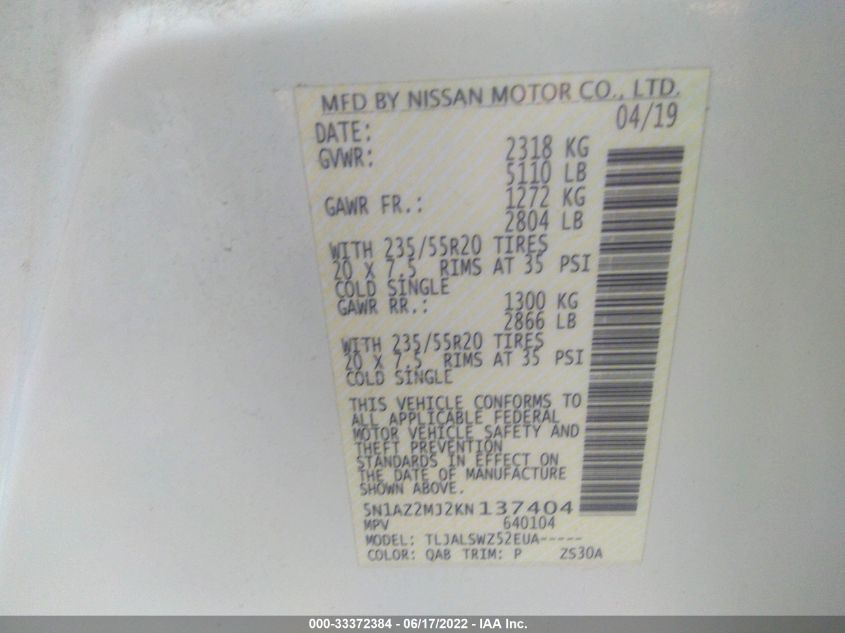 MFD BY NISSAN MOTOR CO., LTD.
DATE: 04/19
GVWR: 2318 KG
5110 LB
GAWR FR.: 1272 KG
2804 LB
WITH 235/55R20 TIRES
20 X 7.5 RIMS AT 35 PSI
COLD SINGLE
GAWR RR.: 1300 KG
2866 LB
WITH 235/55R20 TIRES
20 X 7.5 RIMS AT 35 PSI
COLD SINGLE
THIS VEHICLE CONFORMS TO
ALL APPLICABLE FEDERAL
MOTOR VEHICLE SAFETY AND
THEFT PREVENTION
STANDARDS IN EFFECT ON
THE DATE OF MANUFACTURE
SHOWN ABOVE.
5N1AZ2MJ2KN137404
MPV 640104
MODEL: TLJALSWZ52EUA-----
COLOR: QAB TRIM: P ZS30A
000-33372384 - 06/17/2022 - IAA Inc.